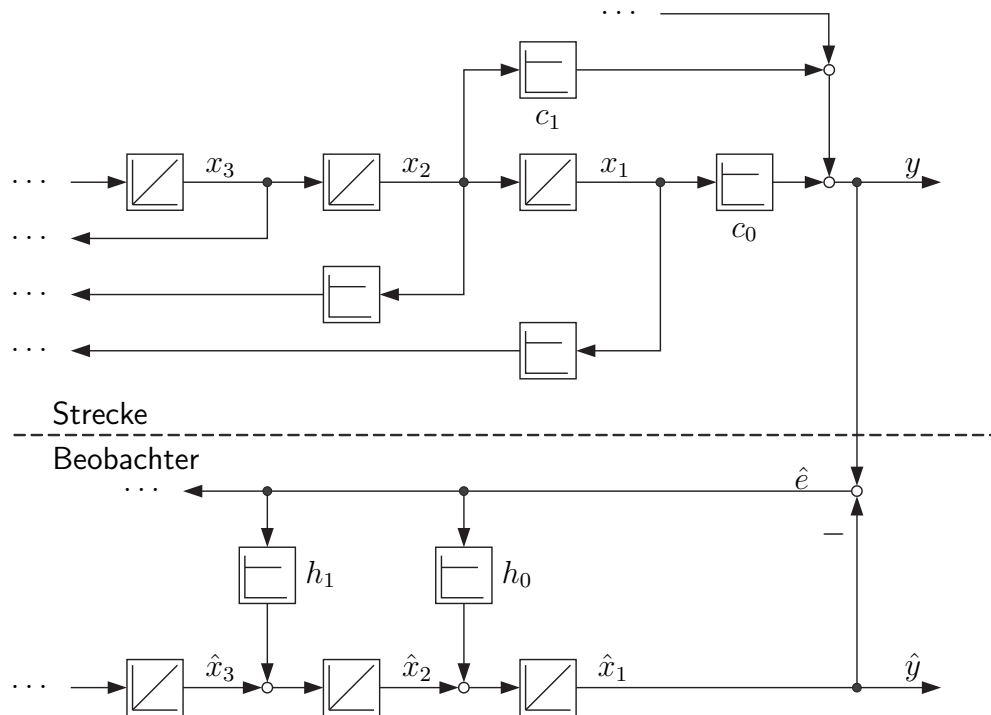 ...
c₁
... x₃ x₂ x₁ y
c₀
...
...
...
Strecke
Beobachter
... ê
−
h₁ h₀
... x̂₃ x̂₂ x̂₁ ŷ